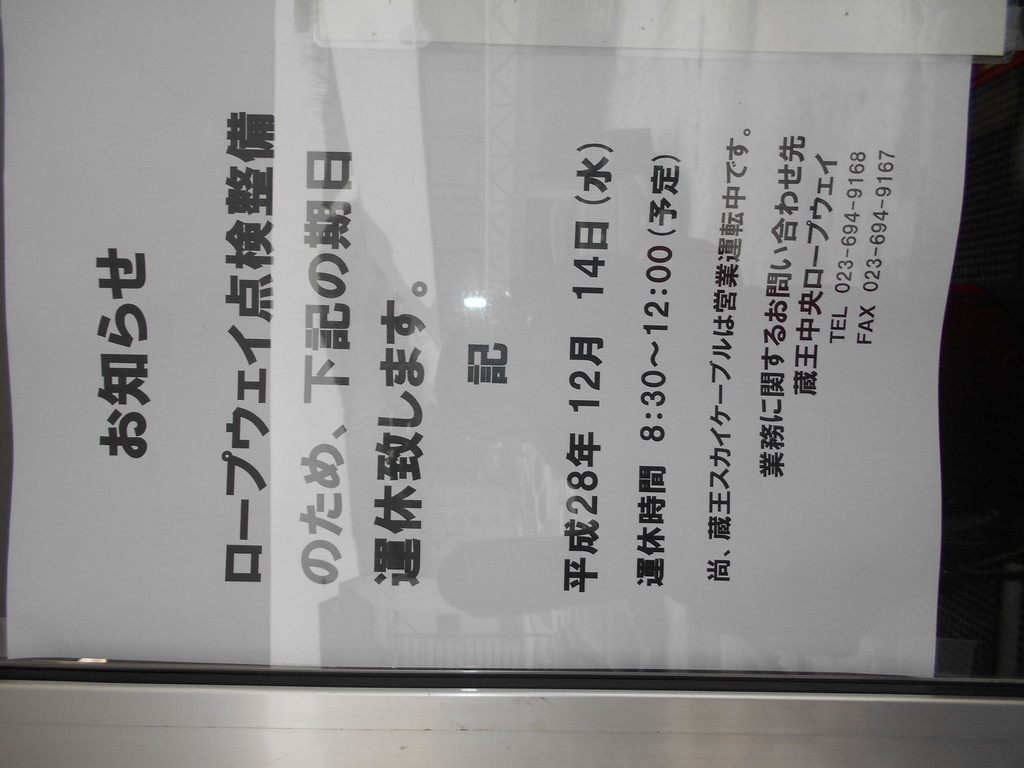 お知らせ
ロープウェイ点検整備
のため、下記の期日
運休致します。
記
平成28年 12月 14日(水)
運休時間 8:30～12:00(予定)
尚、蔵王スカイケーブルは営業運転中です。
業務に関するお問い合わせ先
蔵王中央ロープウェイ
TEL 023-694-9168
FAX 023-694-9167